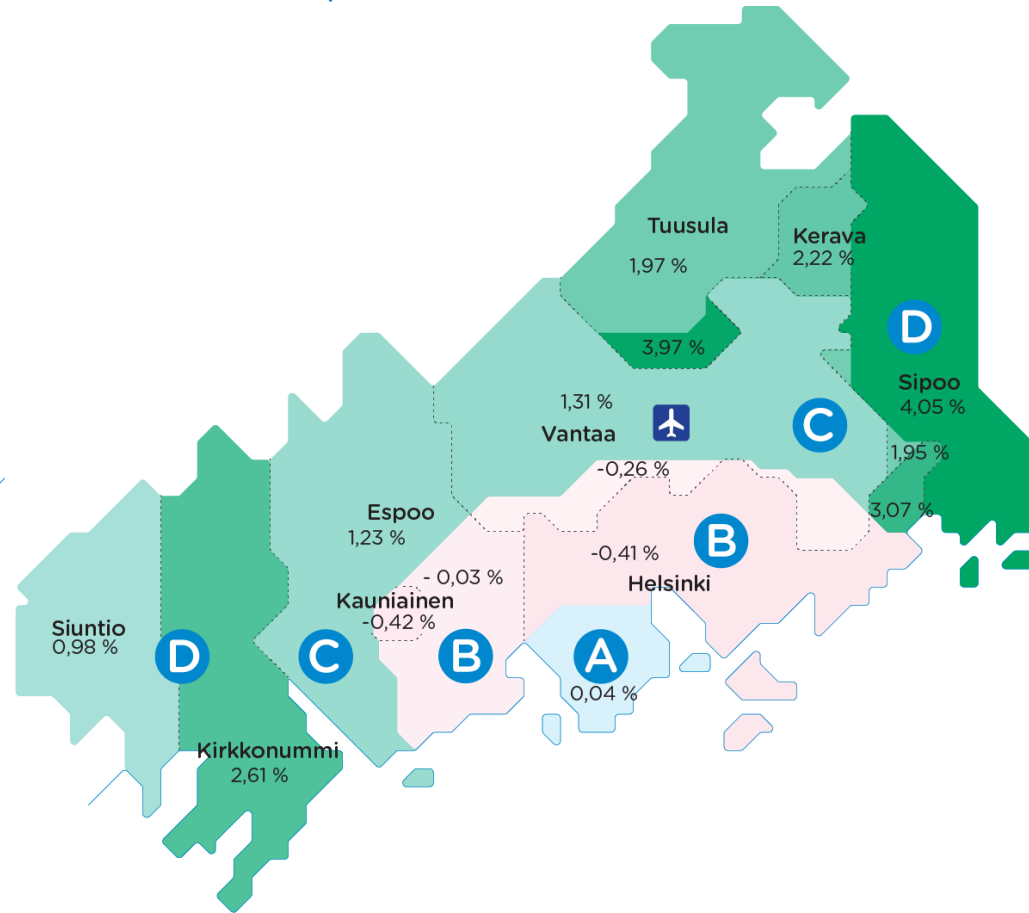 Tuusula
1,97 %
Kerava
2,22 %
D
3,97 %
Sipoo
4,05 %
1,31 %
Vantaa
C
1,95 %
-0,26 %
3,07 %
Espoo
1,23 %
-0,41 %
B
Helsinki
- 0,03 %
Kauniainen
-0,42 %
Siuntio
0,98 %
D
C
B
A
0,04 %
Kirkkonummi
2,61 %